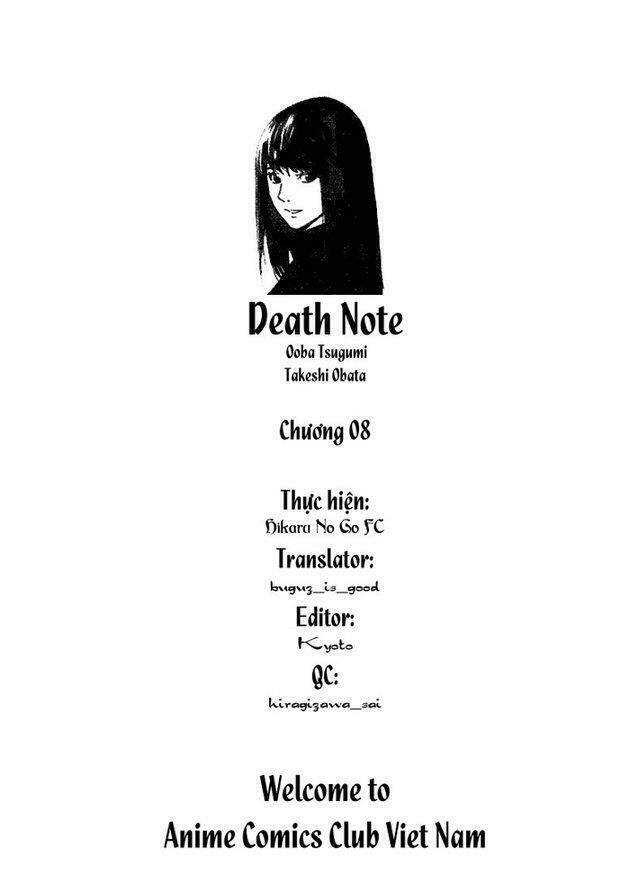 Death Note
Ooba Tsugumi
Takeshi Obata
Chương 08
Thực hiện:
Hikaru No Go FC
Translator:
buguz_is_good
Editor:
Kyoto
QC:
hiragizawa_sai
Welcome to
Anime Comics Club Viet Nam